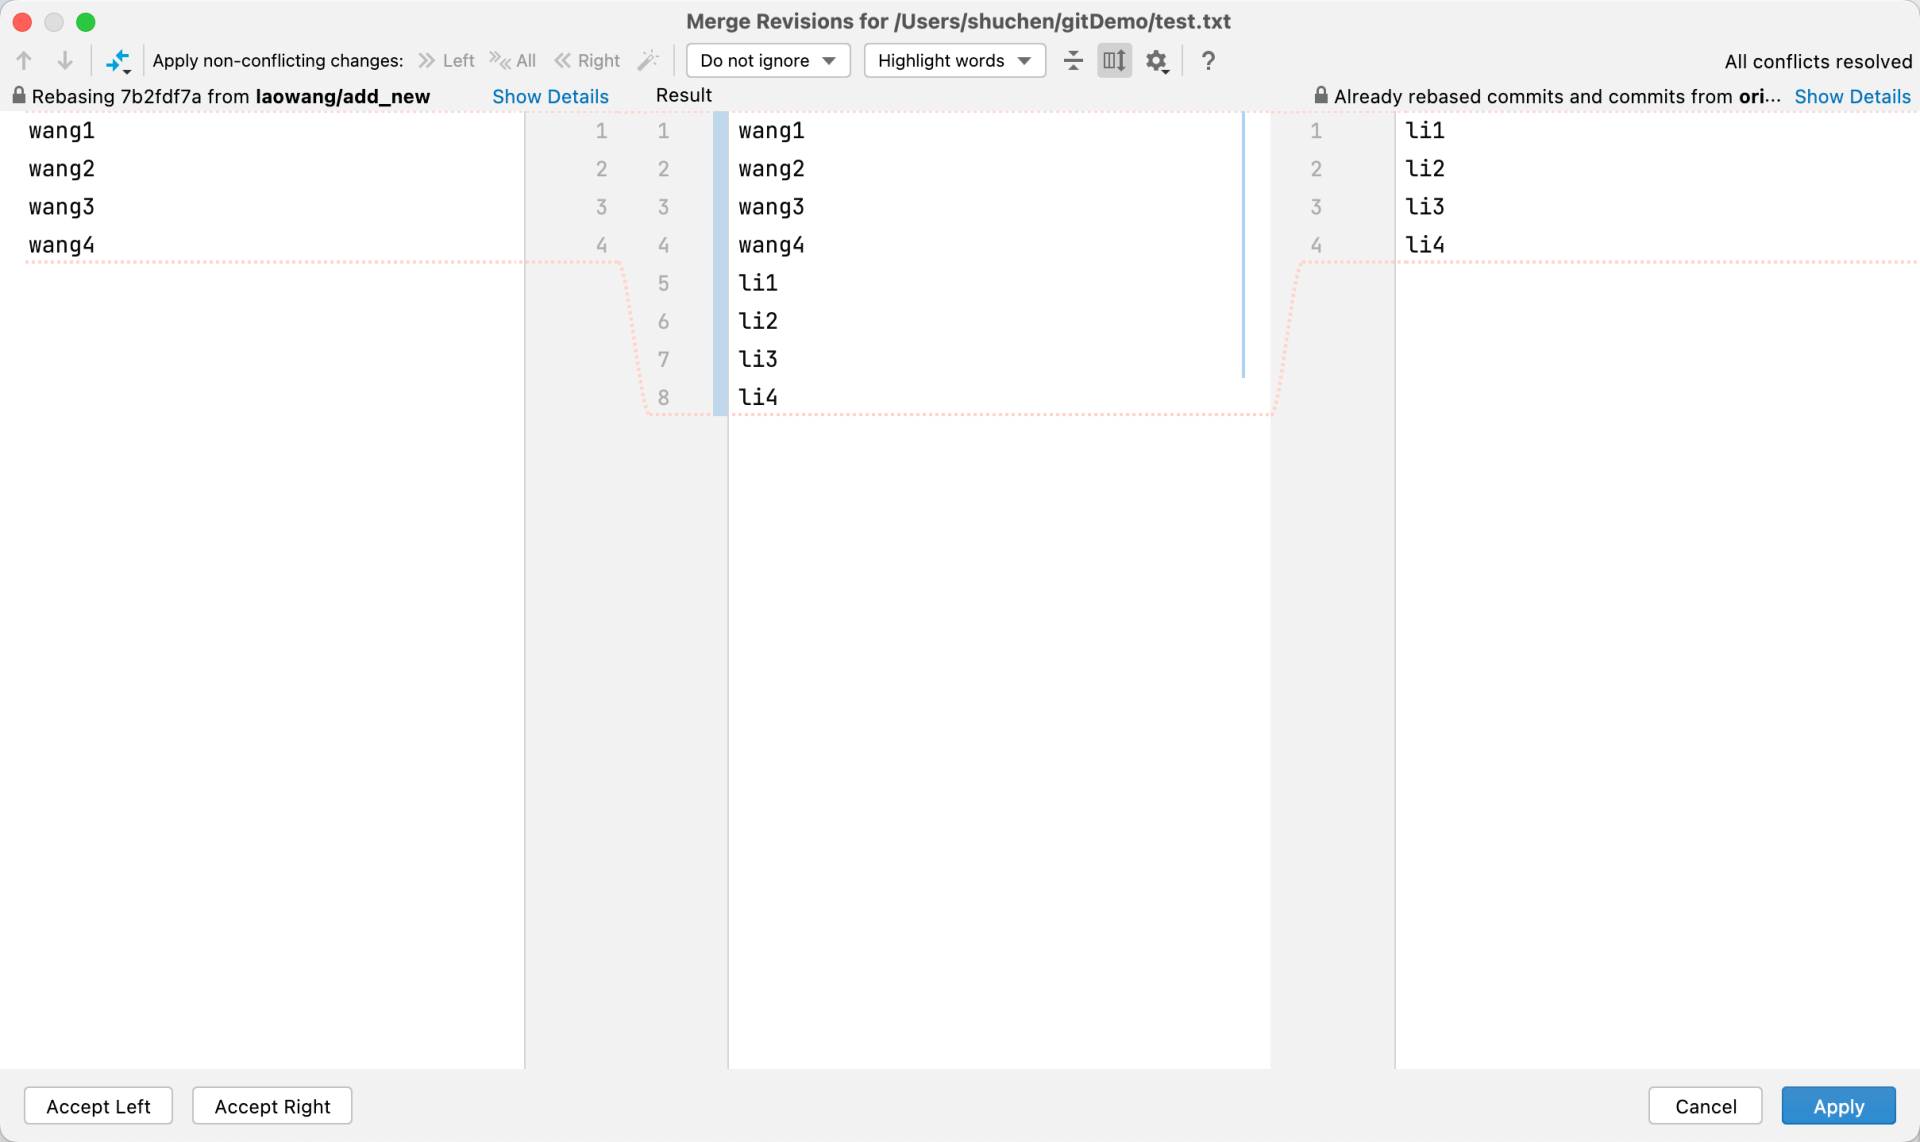 Merge Revisions for /Users/shuchen/gitDemo/test.txt
Apply non-conflicting changes: Left All Right Do not ignore Highlight words ? All conflicts resolved
Rebasing 7b2fdf7a from laowang/add_new Show Details Result Already rebased commits and commits from ori... Show Details
wang1 1 1 wang1 1 li1
wang2 2 2 wang2 2 li2
wang3 3 3 wang3 3 li3
wang4 4 4 wang4 4 li4
5 li1
6 li2
7 li3
8 li4
Accept Left Accept Right Cancel Apply